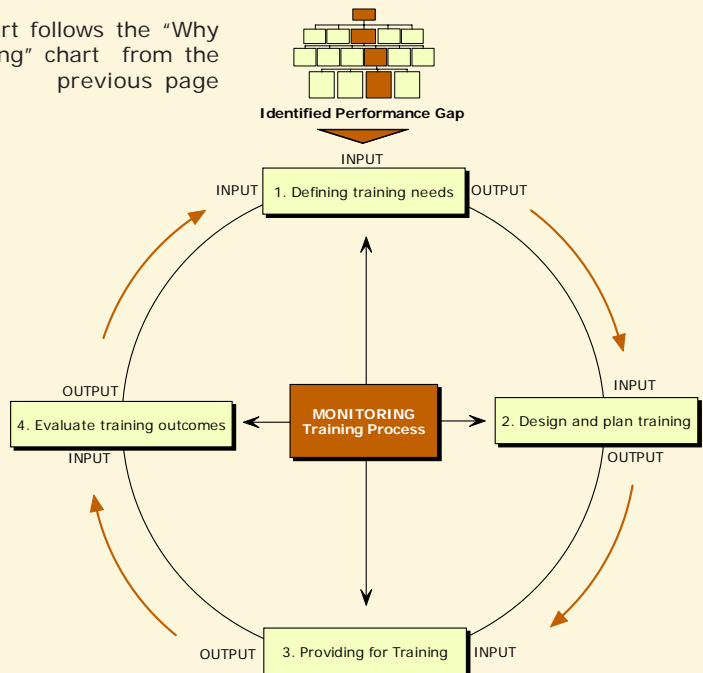 rt follows the “Why
ng” chart from the
previous page
Identified Performance Gap
INPUT
INPUT
1. Defining training needs
OUTPUT
OUTPUT
INPUT
4. Evaluate training outcomes
MONITORING
Training Process
2. Design and plan training
INPUT
OUTPUT
OUTPUT
3. Providing for Training
INPUT